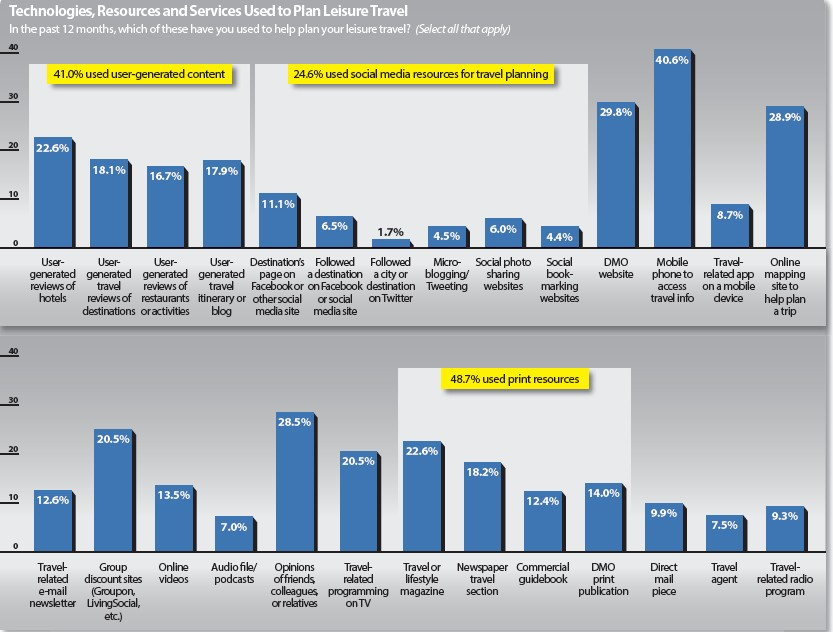 Technologies, Resources and Services Used to Plan Leisure Travel
In the past 12 months, which of these have you used to help plan your leisure travel? (Select all that apply)
40
30
20
10
0
41.0% used user-generated content
24.6% used social media resources for travel planning
22.6%
18.1%
16.7%
17.9%
11.1%
6.5%
1.7%
4.5%
6.0%
4.4%
29.8%
40.6%
8.7%
28.9%
User-
generated
reviews of
hotels
User-
generated
travel
reviews of
destinations
User-
generated
reviews of
restaurants
or activities
User-
generated
travel
itinerary or
blog
Destination's
page on
Facebook or
other social
media site
Followed
a destination
on Facebook
or social
media site
Followed
a city or
destination
on Twitter
Micro-
blogging/
Tweeting
Social photo
sharing
websites
Social
book-
marking
websites
DMO
website
Mobile
phone to
access
travel info
Travel-
related app
on a mobile
device
Online
mapping
site to
help plan
a trip
40
30
20
10
0
48.7% used print resources
12.6%
20.5%
13.5%
7.0%
28.5%
20.5%
22.6%
18.2%
12.4%
14.0%
9.9%
7.5%
9.3%
Travel-
related
e-mail
newsletter
Group
discount sites
(Groupon,
LivingSocial,
etc.)
Online
videos
Audio file/
podcasts
Opinions
of friends,
colleagues,
or relatives
Travel-
related
programming
on TV
Travel or
lifestyle
magazine
Newspaper
travel
section
Commercial
guidebook
DMO
print
publication
Direct
mail
piece
Travel
agent
Travel-
related radio
program